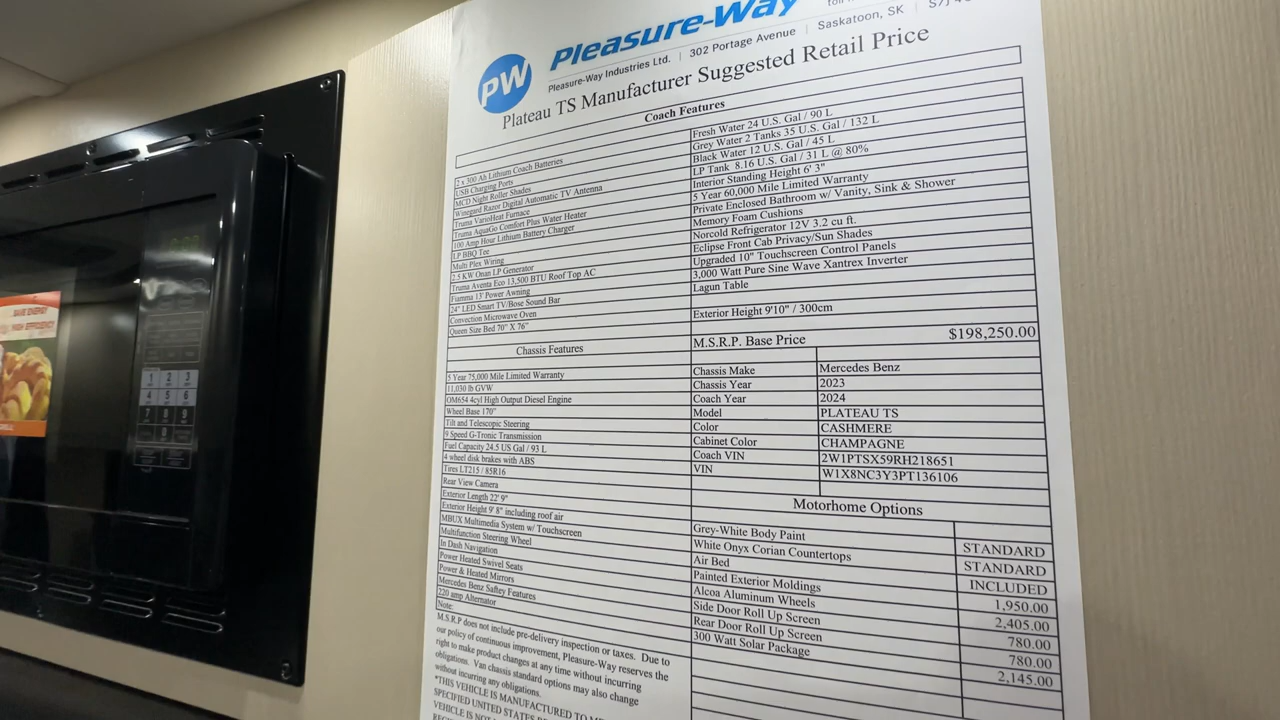 PW
Pleasure-Way
Pleasure-Way Industries Ltd. | 302 Portage Avenue | Saskatoon, SK |
Plateau TS Manufacturer Suggested Retail Price
Coach Features
2 x 300 Ah Lithium Coach Batteries
USB Charging Ports
MCD Night Roller Shades
Winegard Razor Digital Automatic TV Antenna
Truma VarioHeat Furnace
Truma AquaGo Comfort Plus Water Heater
100 Amp Hour Lithium Battery Charger
LP BBQ Tee
Multi Plex Wiring
2.5 KW Onan LP Generator
Truma Aventa Eco 13,500 BTU Roof Top AC
Fiamma 13' Power Awning
24" LED Smart TV/Bose Sound Bar
Convection Microwave Oven
Queen Size Bed 70" X 76"
Fresh Water 24 U.S. Gal / 90 L
Grey Water 2 Tanks 35 U.S. Gal / 132 L
Black Water 12 U.S. Gal / 45 L
LP Tank 8.16 U.S. Gal / 31 L @ 80%
Interior Standing Height 6' 3"
5 Year 60,000 Mile Limited Warranty
Private Enclosed Bathroom w/ Vanity, Sink & Shower
Memory Foam Cushions
Norcold Refrigerator 12V 3.2 cu ft.
Eclipse Front Cab Privacy/Sun Shades
Upgraded 10" Touchscreen Control Panels
3,000 Watt Pure Sine Wave Xantrex Inverter
Lagun Table
Exterior Height 9'10" / 300cm
M.S.R.P. Base Price $198,250.00
Chassis Features
5 Year 75,000 Mile Limited Warranty
11,030 lb GVW
OM654 4cyl High Output Diesel Engine
Wheel Base 170"
Tilt and Telescopic Steering
9 Speed G-Tronic Transmission
Fuel Capacity 24.5 US Gal / 93 L
4 wheel disk brakes with ABS
Tires LT215 / 85R16
Rear View Camera
Exterior Length 22' 9"
Exterior Height 9' 8" including roof air
MBUX Multimedia System w/ Touchscreen
Multifunction Steering Wheel
In Dash Navigation
Power Heated Swivel Seats
Power & Heated Mirrors
Mercedes Benz Saftey Features
220 amp Alternator
Note:
M.S.R.P does not include pre-delivery inspection or taxes. Due to
our policy of continuous improvement, Pleasure-Way reserves the
right to make product changes at any time without incurring
obligations. Van chassis standard options may also change
without incurring any obligations.
*THIS VEHICLE IS MANUFACTURED TO
SPECIFIED UNITED STATES
VEHICLE IS
Chassis Make Mercedes Benz
Chassis Year 2023
Coach Year 2024
Model PLATEAU TS
Color CASHMERE
Cabinet Color CHAMPAGNE
Coach VIN 2W1PTSX59RH218651
VIN W1X8NC3Y3PT136106
Motorhome Options
Grey-White Body Paint STANDARD
White Onyx Corian Countertops STANDARD
Air Bed INCLUDED
Painted Exterior Moldings 1,950.00
Alcoa Aluminum Wheels 2,405.00
Side Door Roll Up Screen 780.00
Rear Door Roll Up Screen 780.00
300 Watt Solar Package 2,145.00
SAVE ENERGY
HIGH EFFICIENCY
1 2 3
4 5 6
7 8 9
0